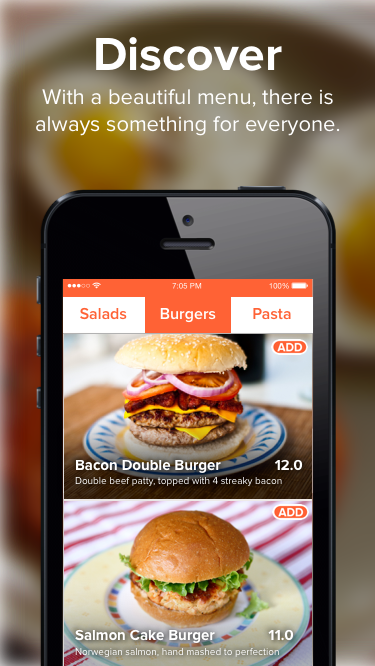 Discover
With a beautiful menu, there is
always something for everyone.
7:05 PM
100%
Salads
Burgers
Pasta
ADD
Bacon Double Burger
12.0
Double beef patty, topped with 4 streaky bacon
ADD
Salmon Cake Burger
11.0
Norwegian salmon, hand mashed to perfection